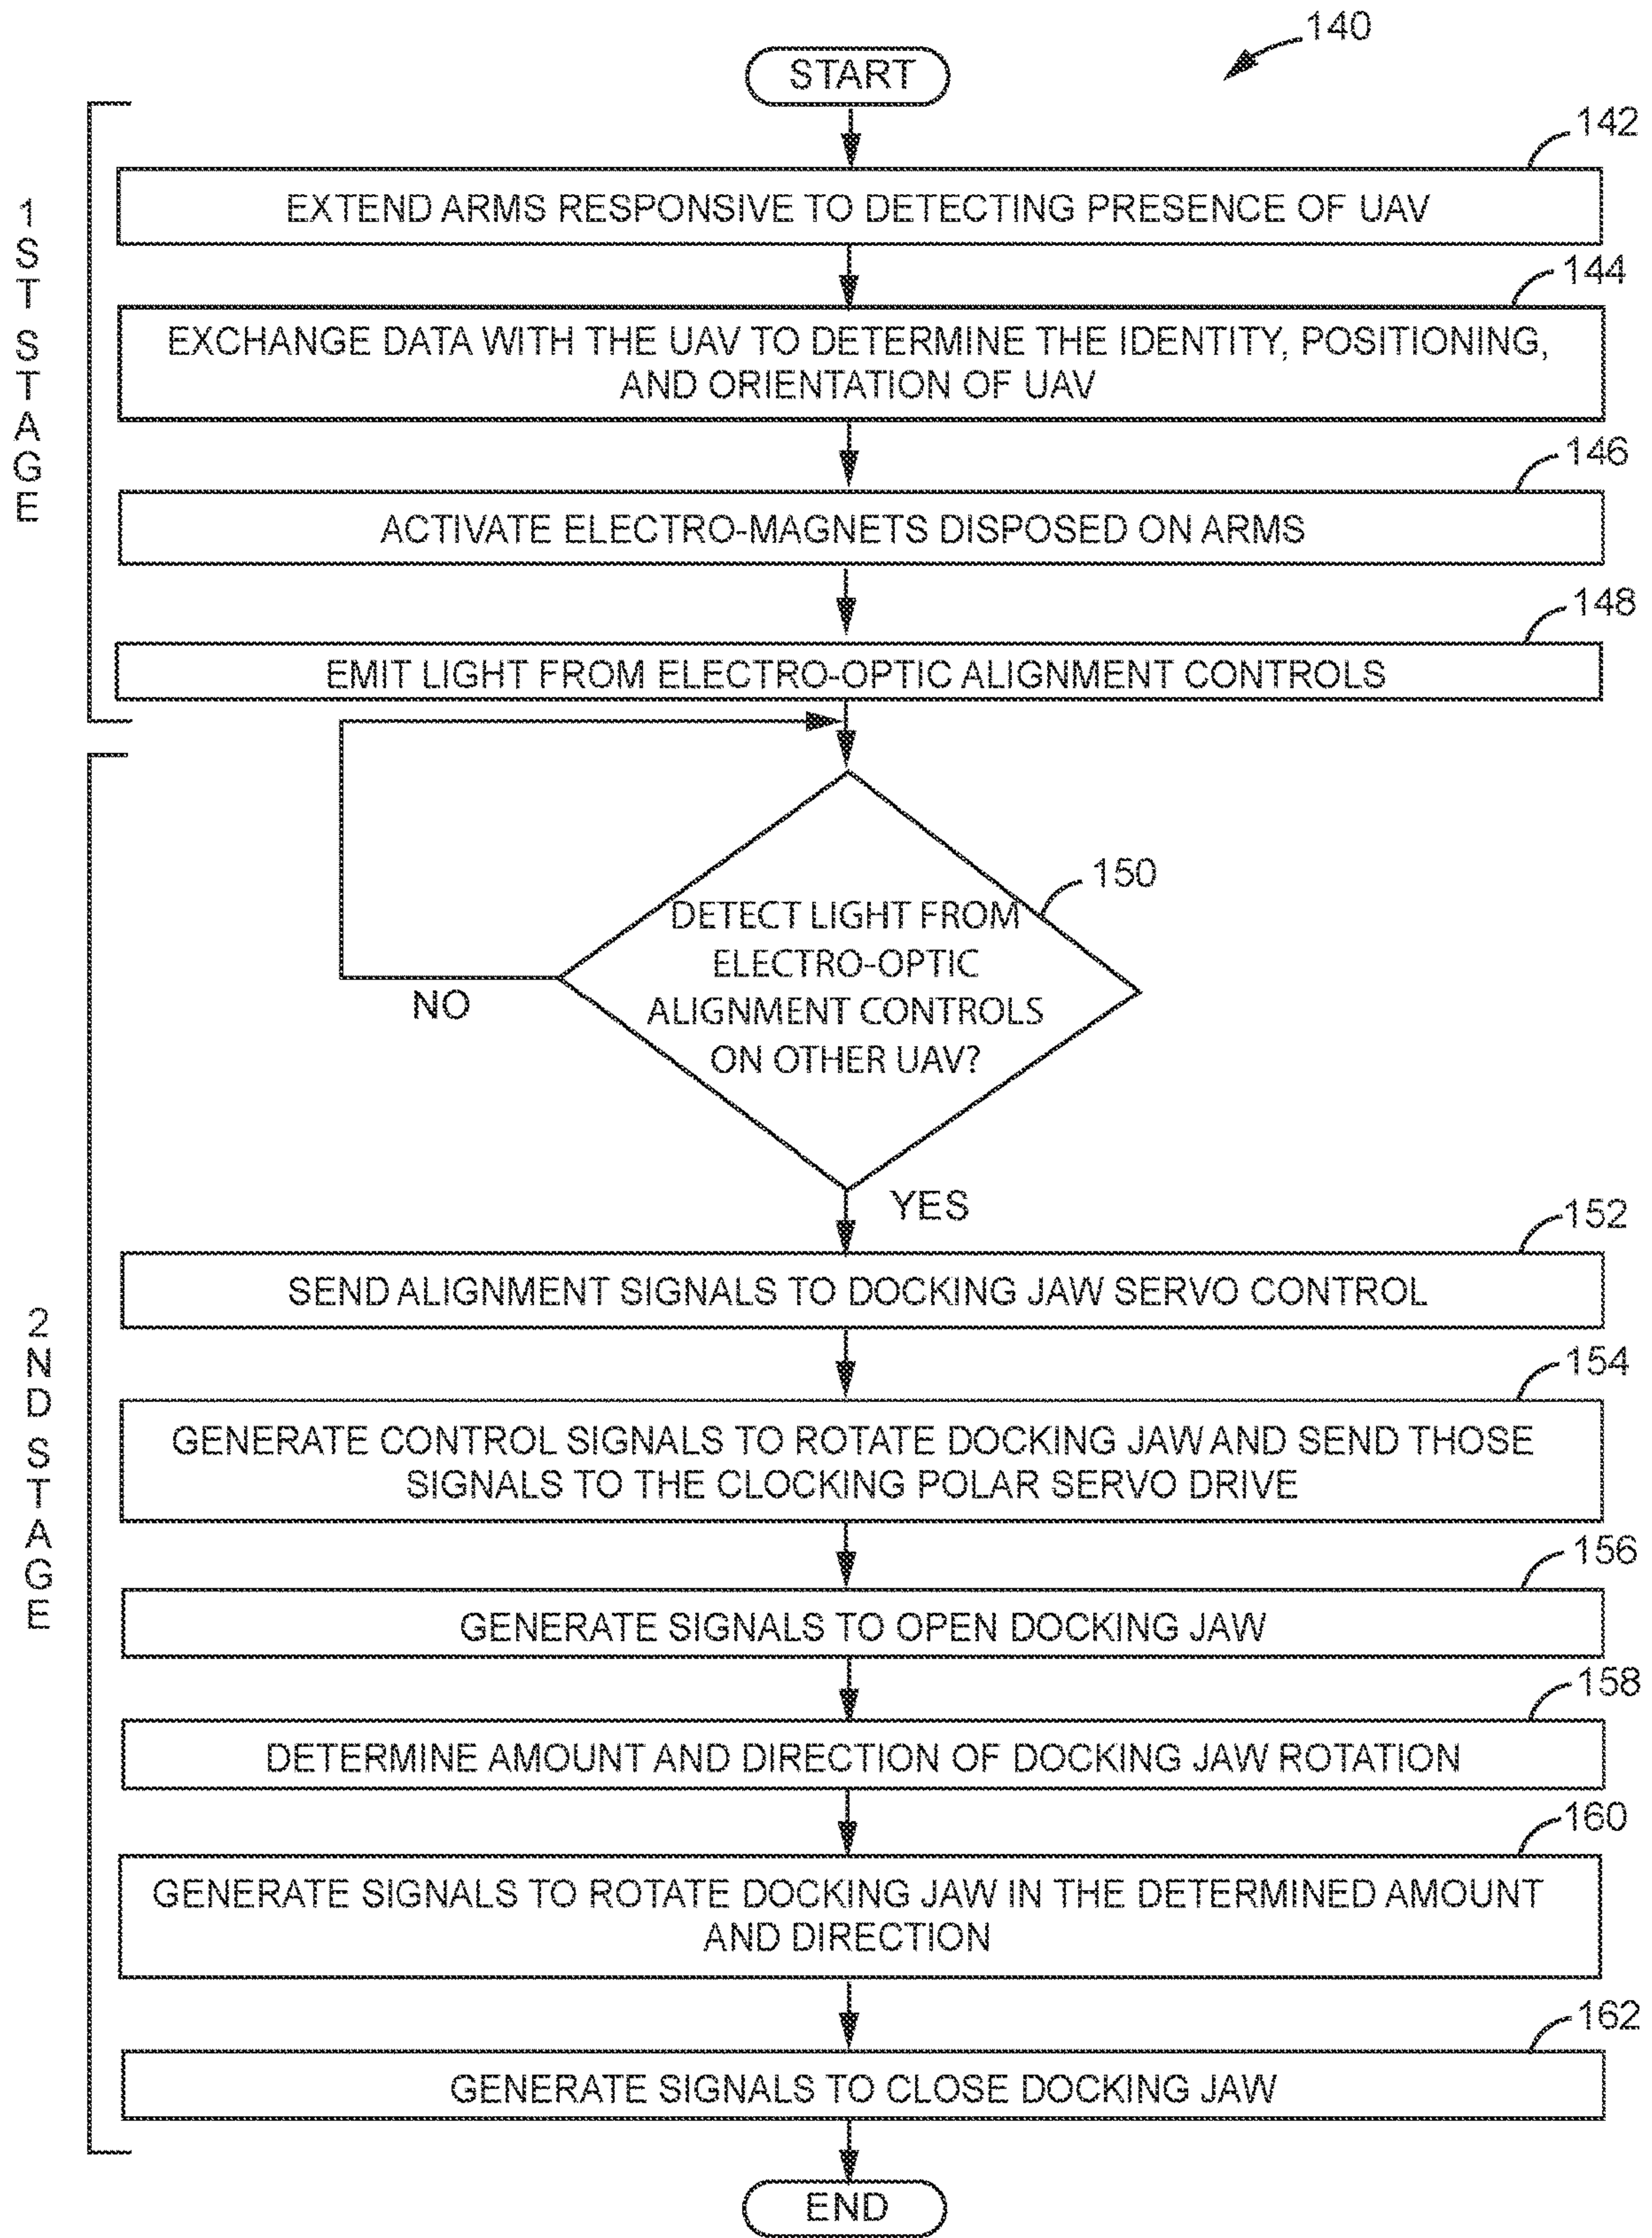 140
START
142
EXTEND ARMS RESPONSIVE TO DETECTING PRESENCE OF UAV
144
EXCHANGE DATA WITH THE UAV TO DETERMINE THE IDENTITY, POSITIONING,
AND ORIENTATION OF UAV
146
ACTIVATE ELECTRO-MAGNETS DISPOSED ON ARMS
148
EMIT LIGHT FROM ELECTRO-OPTIC ALIGNMENT CONTROLS
1ST STAGE
150
DETECT LIGHT FROM
ELECTRO-OPTIC
ALIGNMENT CONTROLS
ON OTHER UAV?
NO
YES
152
SEND ALIGNMENT SIGNALS TO DOCKING JAW SERVO CONTROL
154
GENERATE CONTROL SIGNALS TO ROTATE DOCKING JAW AND SEND THOSE
SIGNALS TO THE CLOCKING POLAR SERVO DRIVE
156
GENERATE SIGNALS TO OPEN DOCKING JAW
158
DETERMINE AMOUNT AND DIRECTION OF DOCKING JAW ROTATION
160
GENERATE SIGNALS TO ROTATE DOCKING JAW IN THE DETERMINED AMOUNT
AND DIRECTION
162
GENERATE SIGNALS TO CLOSE DOCKING JAW
2ND STAGE
END